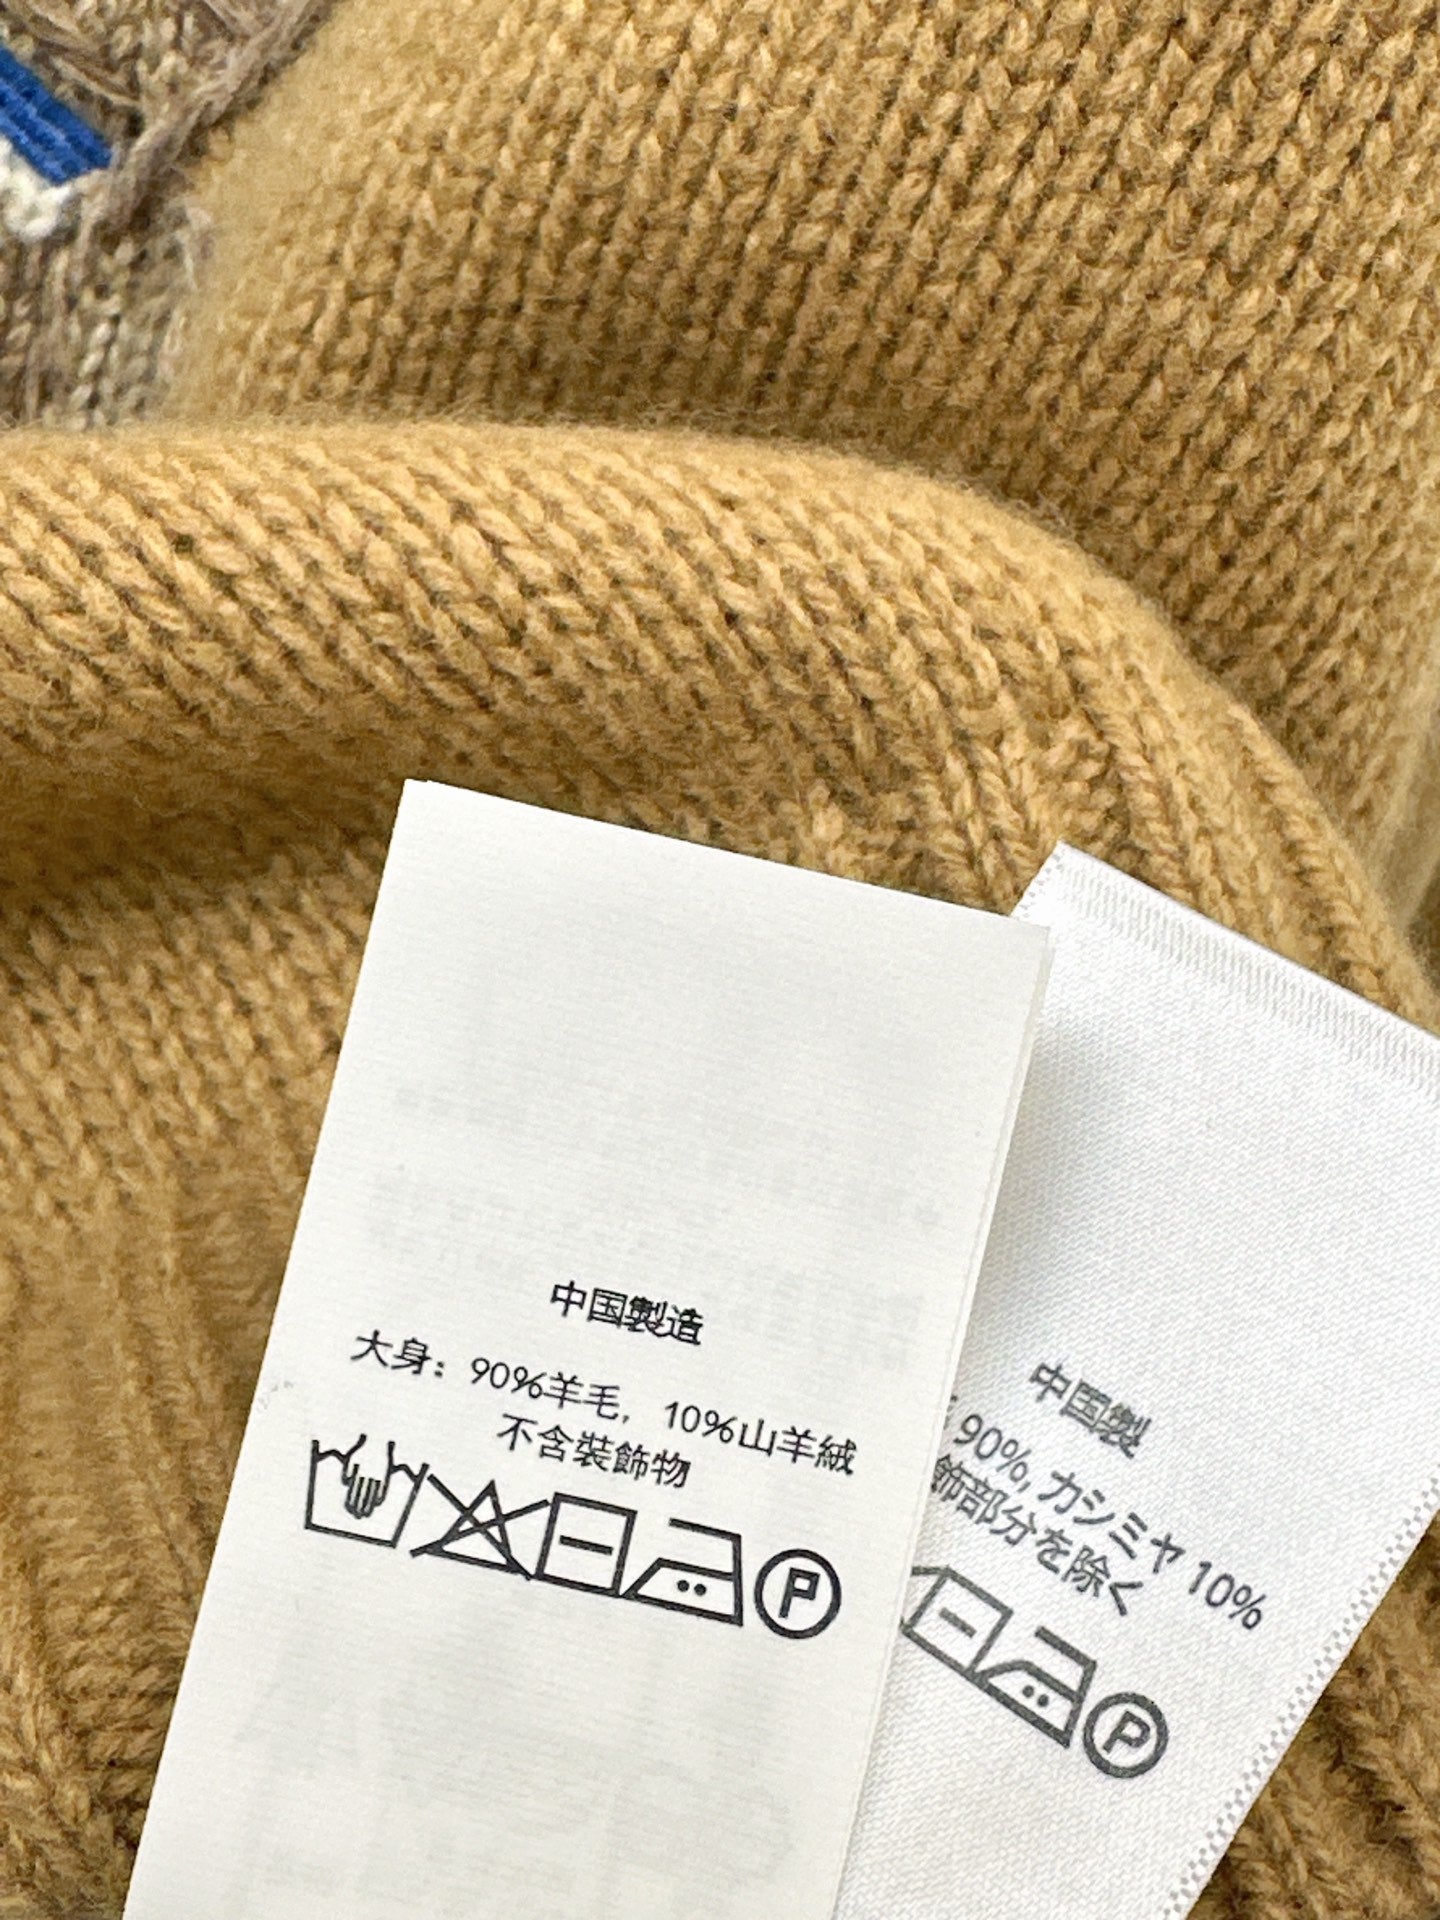 中国製造
大身：90%羊毛，10%山羊絨
不含裝飾物
P
中国製
90%, カシミヤ 10%
飾部分を除く
P